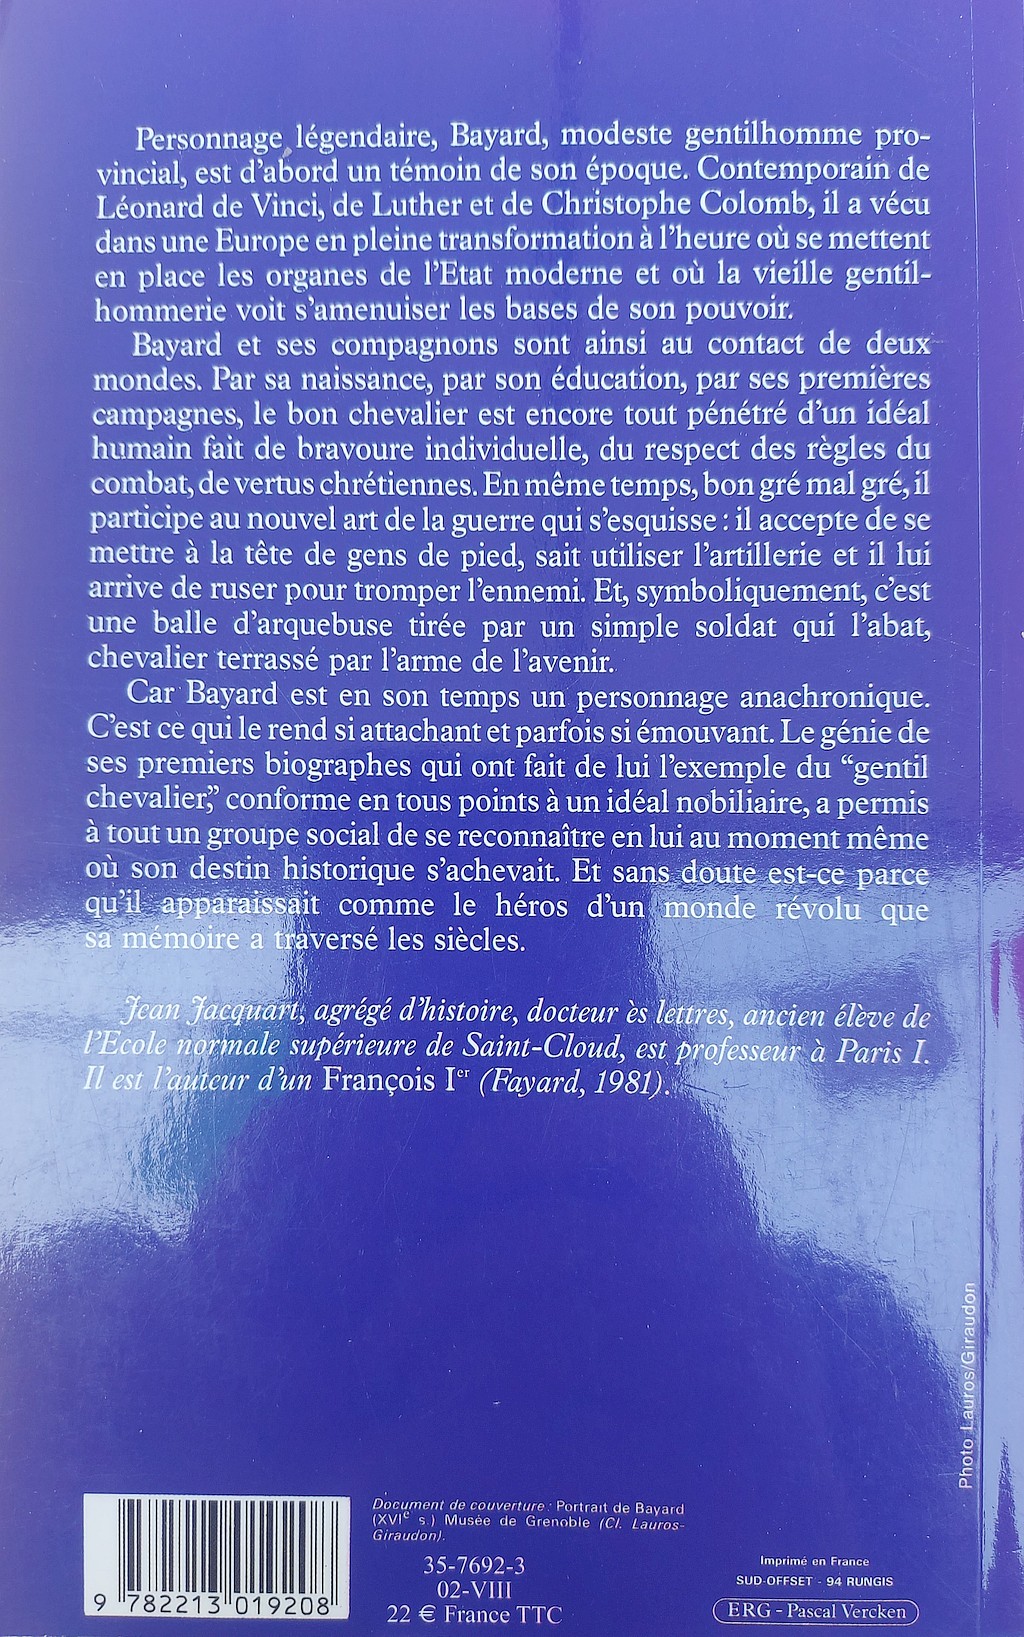 Personnage légendaire, Bayard, modeste gentilhomme pro-
vincial, est d'abord un témoin de son époque. Contemporain de
Léonard de Vinci, de Luther et de Christophe Colomb, il a vécu
dans une Europe en pleine transformation à l'heure où se mettent
en place les organes de l'Etat moderne et où la vieille gentil-
hommerie voit s'amenuiser les bases de son pouvoir.
Bayard et ses compagnons sont ainsi au contact de deux
mondes. Par sa naissance, par son éducation, par ses premières
campagnes, le bon chevalier est encore tout pénétré d'un idéal
humain fait de bravoure individuelle, du respect des règles du
combat, de vertus chrétiennes. En même temps, bon gré mal gré, il
participe au nouvel art de la guerre qui s'esquisse : il accepte de se
mettre à la tête de gens de pied, sait utiliser l'artillerie et il lui
arrive de ruser pour tromper l'ennemi. Et, symboliquement, c'est
une balle d'arquebuse tirée par un simple soldat qui l'abat,
chevalier terrassé par l'arme de l'avenir.
Car Bayard est en son temps un personnage anachronique.
C'est ce qui le rend si attachant et parfois si émouvant. Le génie de
ses premiers biographes qui ont fait de lui l'exemple du “gentil
chevalier,” conforme en tous points à un idéal nobiliaire, a permis
à tout un groupe social de se reconnaître en lui au moment même
où son destin historique s'achevait. Et sans doute est-ce parce
qu'il apparaissait comme le héros d'un monde révolu que
sa mémoire a traversé les siècles.
Jean Jacquart, agrégé d'histoire, docteur ès lettres, ancien élève de
l'Ecole normale supérieure de Saint-Cloud, est professeur à Paris I.
Il est l'auteur d'un François Ier (Fayard, 1981).
Photo Lauros/Giraudon
9 782213 019208
Document de couverture : Portrait de Bayard
(XVIe s.) Musée de Grenoble (Cl. Lauros-
Giraudon).
35-7692-3
02-VIII
22 € France TTC
Imprimé en France
SUD-OFFSET - 94 RUNGIS
ERG - Pascal Vercken